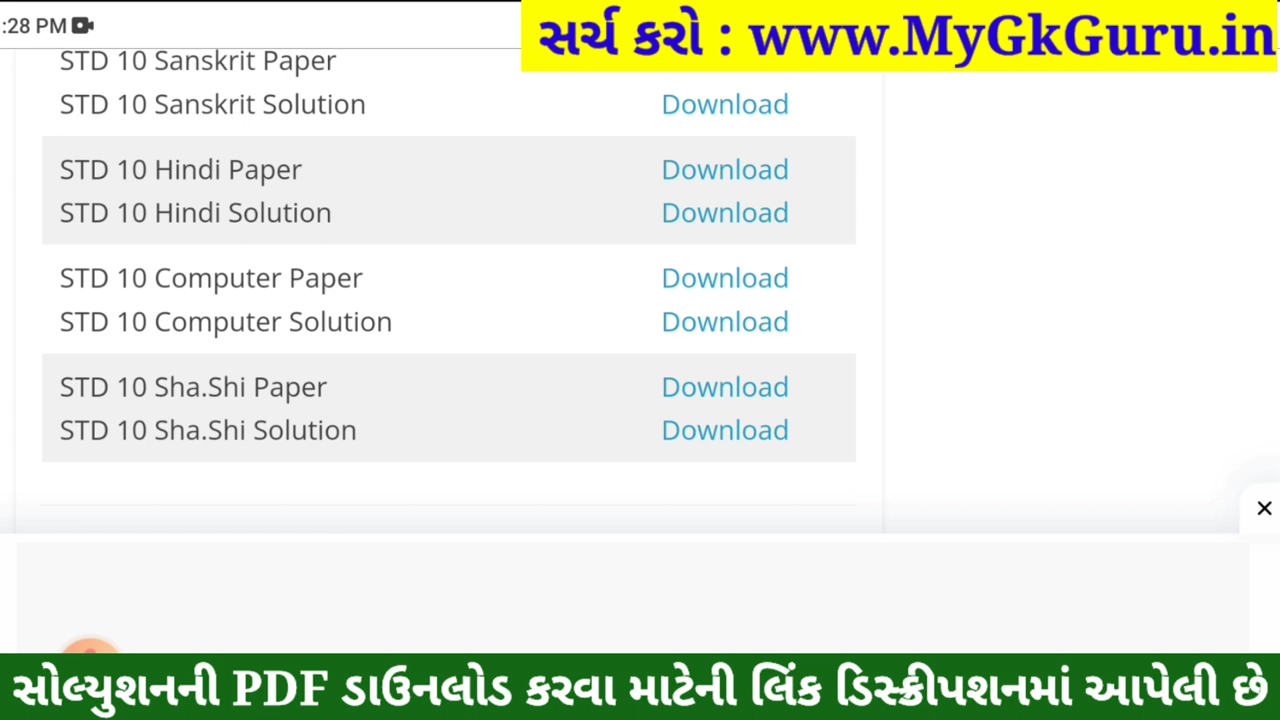 :28 PM
સર્ચ કરો : www.MyGkGuru.in
STD 10 Sanskrit Paper
STD 10 Sanskrit Solution Download
STD 10 Hindi Paper Download
STD 10 Hindi Solution Download
STD 10 Computer Paper Download
STD 10 Computer Solution Download
STD 10 Sha.Shi Paper Download
STD 10 Sha.Shi Solution Download
સોલ્યુશનની PDF ડાઉનલોડ કરવા માટેની લિંક ડિસ્ક્રીપશનમાં આપેલી છે